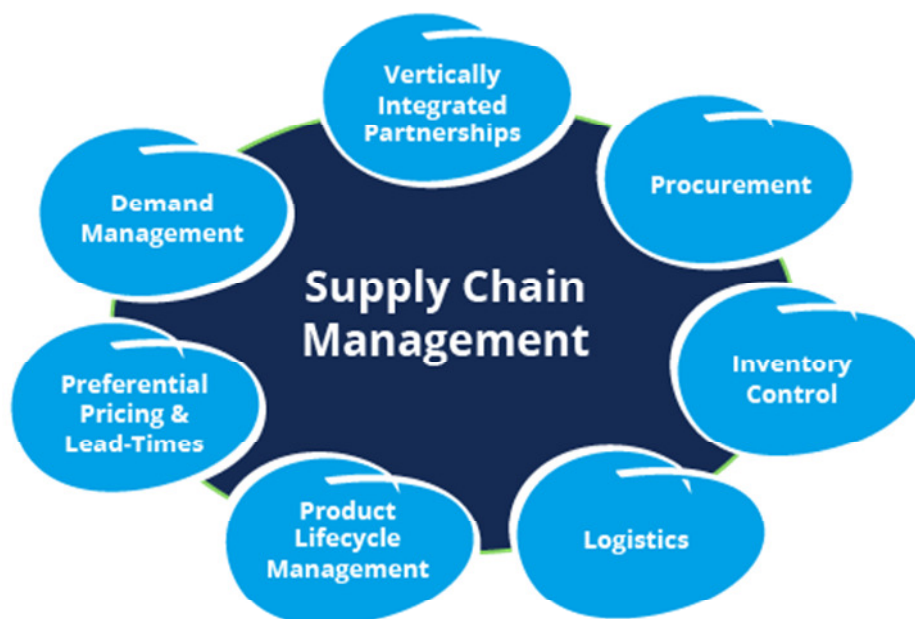 Vertically
Integrated
Partnerships
Procurement
Demand
Management
Supply Chain
Management
Inventory
Control
Preferential
Pricing &
Lead-Times
Product
Lifecycle
Management
Logistics